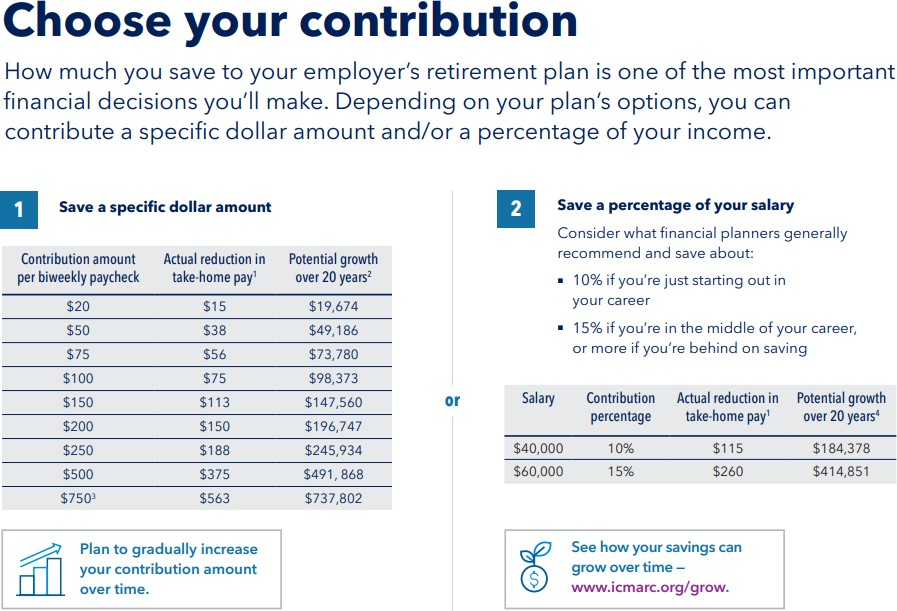 Choose your contribution
How much you save to your employer’s retirement plan is one of the most important
financial decisions you’ll make. Depending on your plan’s options, you can
contribute a specific dollar amount and/or a percentage of your income.
1 Save a specific dollar amount
Contribution amount Actual reduction in Potential growth
per biweekly paycheck take-home pay¹ over 20 years²
$20 $15 $19,674
$50 $38 $49,186
$75 $56 $73,780
$100 $75 $98,373
$150 $113 $147,560
$200 $150 $196,747
$250 $188 $245,934
$500 $375 $491, 868
$750³ $563 $737,802
Plan to gradually increase
your contribution amount
over time.
or
2 Save a percentage of your salary
Consider what financial planners generally
recommend and save about:
▪ 10% if you’re just starting out in
your career
▪ 15% if you’re in the middle of your career,
or more if you’re behind on saving
Salary Contribution Actual reduction in Potential growth
percentage take-home pay¹ over 20 years⁴
$40,000 10% $115 $184,378
$60,000 15% $260 $414,851
$
See how your savings can
grow over time —
www.icmarc.org/grow.